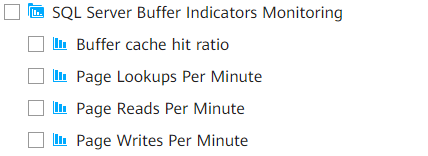 SQL Server Buffer Indicators Monitoring
Buffer cache hit ratio
Page Lookups Per Minute
Page Reads Per Minute
Page Writes Per Minute